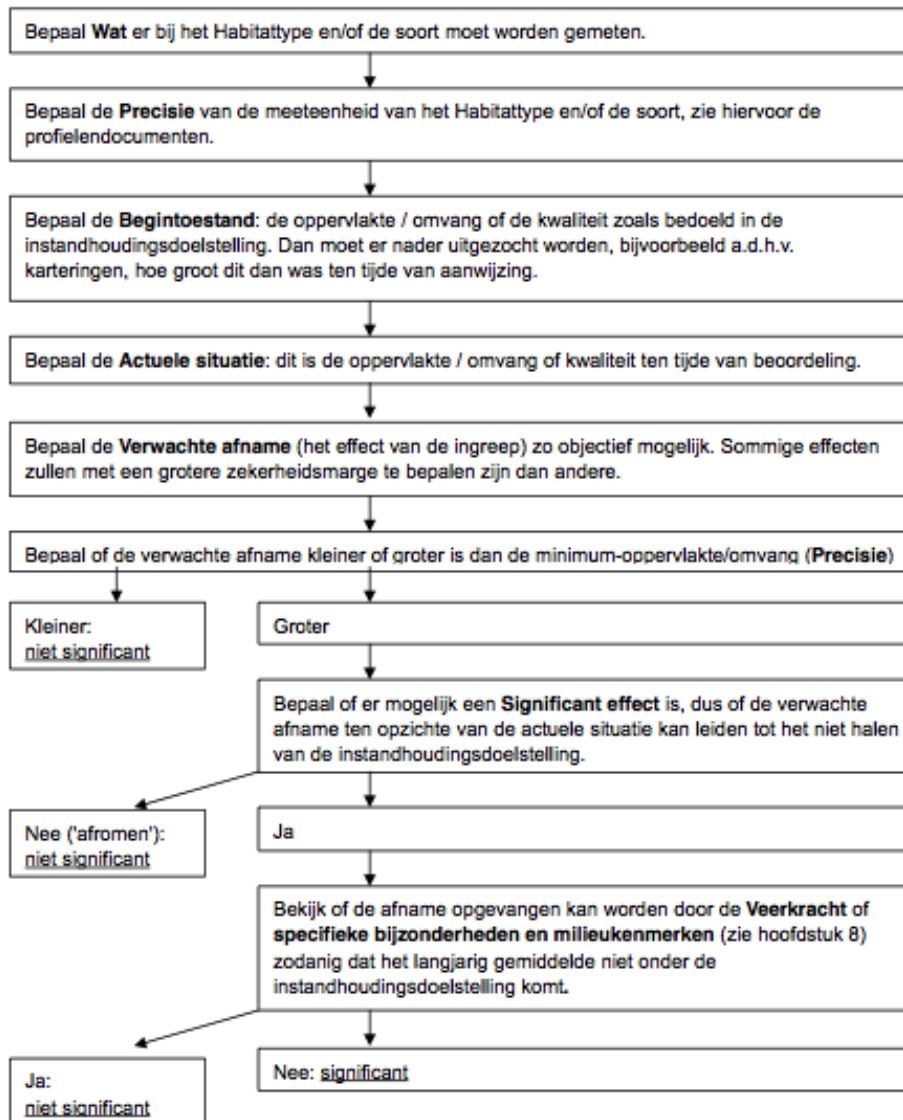 Bepaal Wat er bij het Habitattype en/of de soort moet worden gemeten.
Bepaal de Precisie van de meeteenheid van het Habitattype en/of de soort, zie hiervoor de
profielendocumenten.
Bepaal de Begintoestand: de oppervlakte / omvang of de kwaliteit zoals bedoeld in de
instandhoudingsdoelstelling. Dan moet er nader uitgezocht worden, bijvoorbeeld a.d.h.v.
karteringen, hoe groot dit dan was ten tijde van aanwijzing.
Bepaal de Actuele situatie: dit is de oppervlakte / omvang of kwaliteit ten tijde van beoordeling.
Bepaal de Verwachte afname (het effect van de ingreep) zo objectief mogelijk. Sommige effecten
zullen met een grotere zekerheidsmarge te bepalen zijn dan andere.
Bepaal of de verwachte afname kleiner of groter is dan de minimum-oppervlakte/omvang (Precisie)
Kleiner:
niet significant
Groter
Bepaal of er mogelijk een Significant effect is, dus of de verwachte
afname ten opzichte van de actuele situatie kan leiden tot het niet halen
van de instandhoudingsdoelstelling.
Nee ('afromen'):
niet significant
Ja
Bekijk of de afname opgevangen kan worden door de Veerkracht of
specifieke bijzonderheden en milieukenmerken (zie hoofdstuk 8)
zodanig dat het langjarig gemiddelde niet onder de
instandhoudingsdoelstelling komt.
Ja:
niet significant
Nee: significant